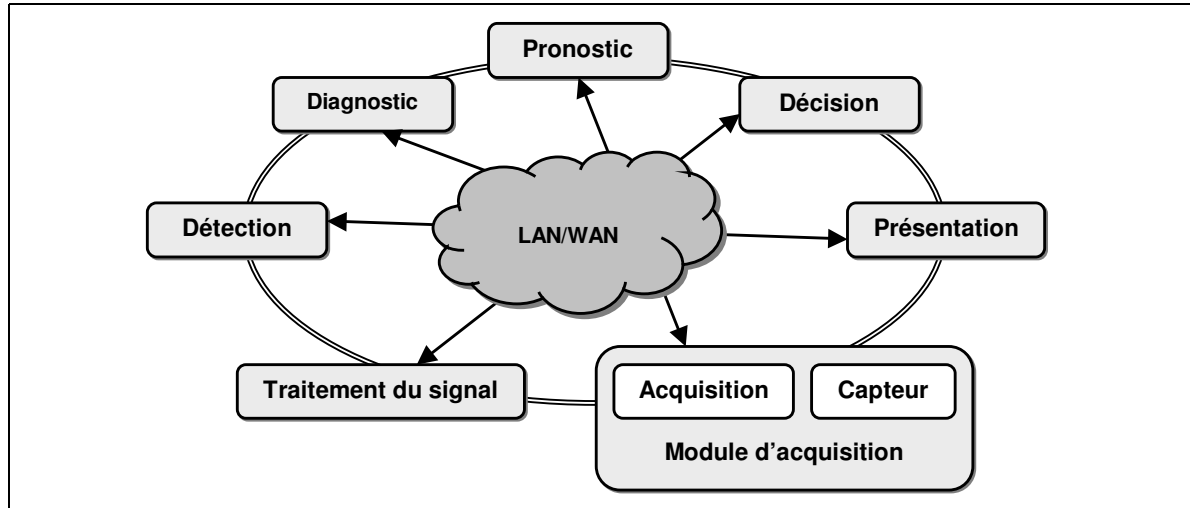 Pronostic
Diagnostic
Décision
Détection
LAN/WAN
Présentation
Traitement du signal
Acquisition
Capteur
Module d’acquisition